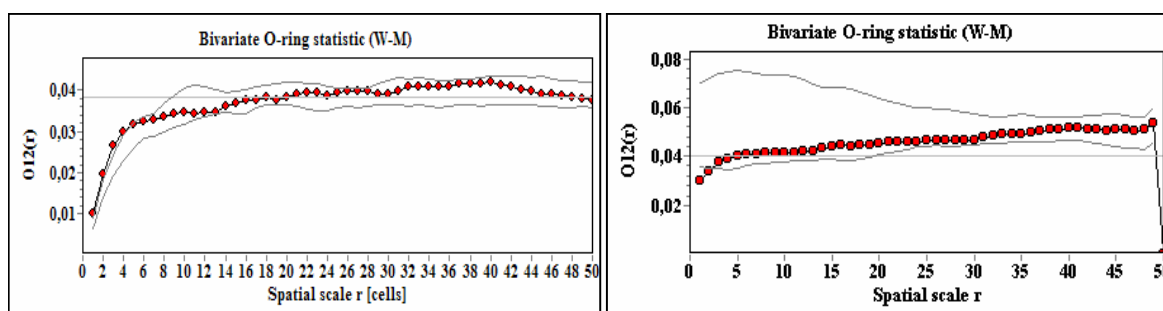 Bivariate O-ring statistic (W-M)
O12(r)
0,04
0,03
0,02
0,01
0 2 4 6 8 10 12 14 16 18 20 22 24 26 28 30 32 34 36 38 40 42 44 46 48 50
Spatial scale r [cells]
Bivariate O-ring statistic (W-M)
O12(r)
0,08
0,06
0,04
0,02
0 5 10 15 20 25 30 35 40 45 50
Spatial scale r